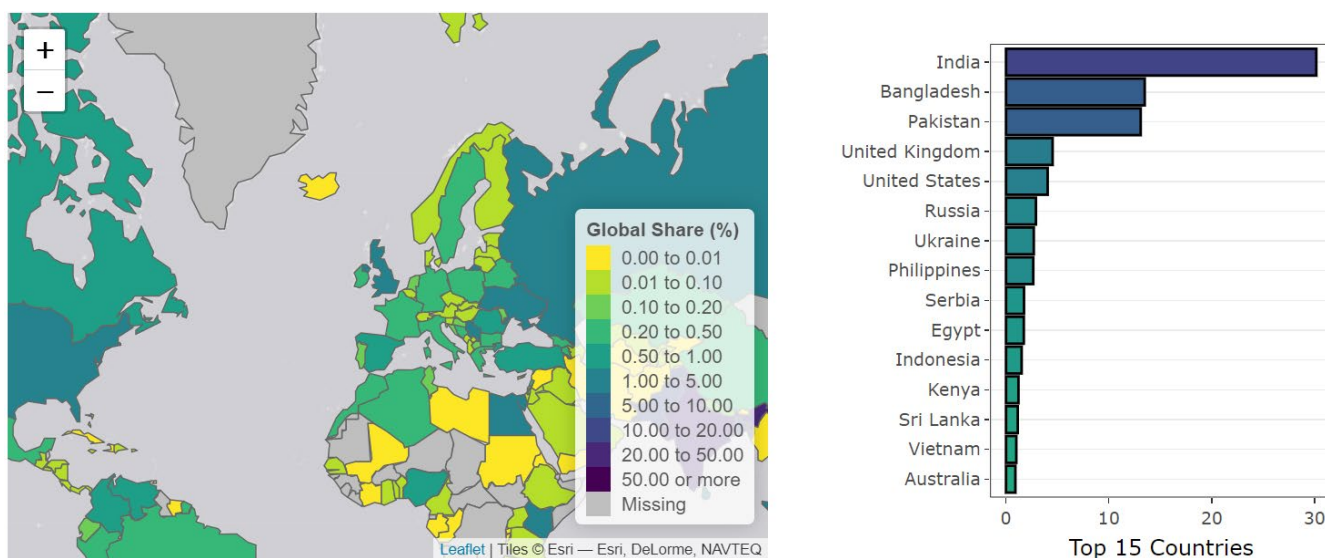 +
−
Global Share (%)
0.00 to 0.01
0.01 to 0.10
0.10 to 0.20
0.20 to 0.50
0.50 to 1.00
1.00 to 5.00
5.00 to 10.00
10.00 to 20.00
20.00 to 50.00
50.00 or more
Missing
Leaflet | Tiles © Esri — Esri, DeLorme, NAVTEQ
India
Bangladesh
Pakistan
United Kingdom
United States
Russia
Ukraine
Philippines
Serbia
Egypt
Indonesia
Kenya
Sri Lanka
Vietnam
Australia
0 10 20 30
Top 15 Countries